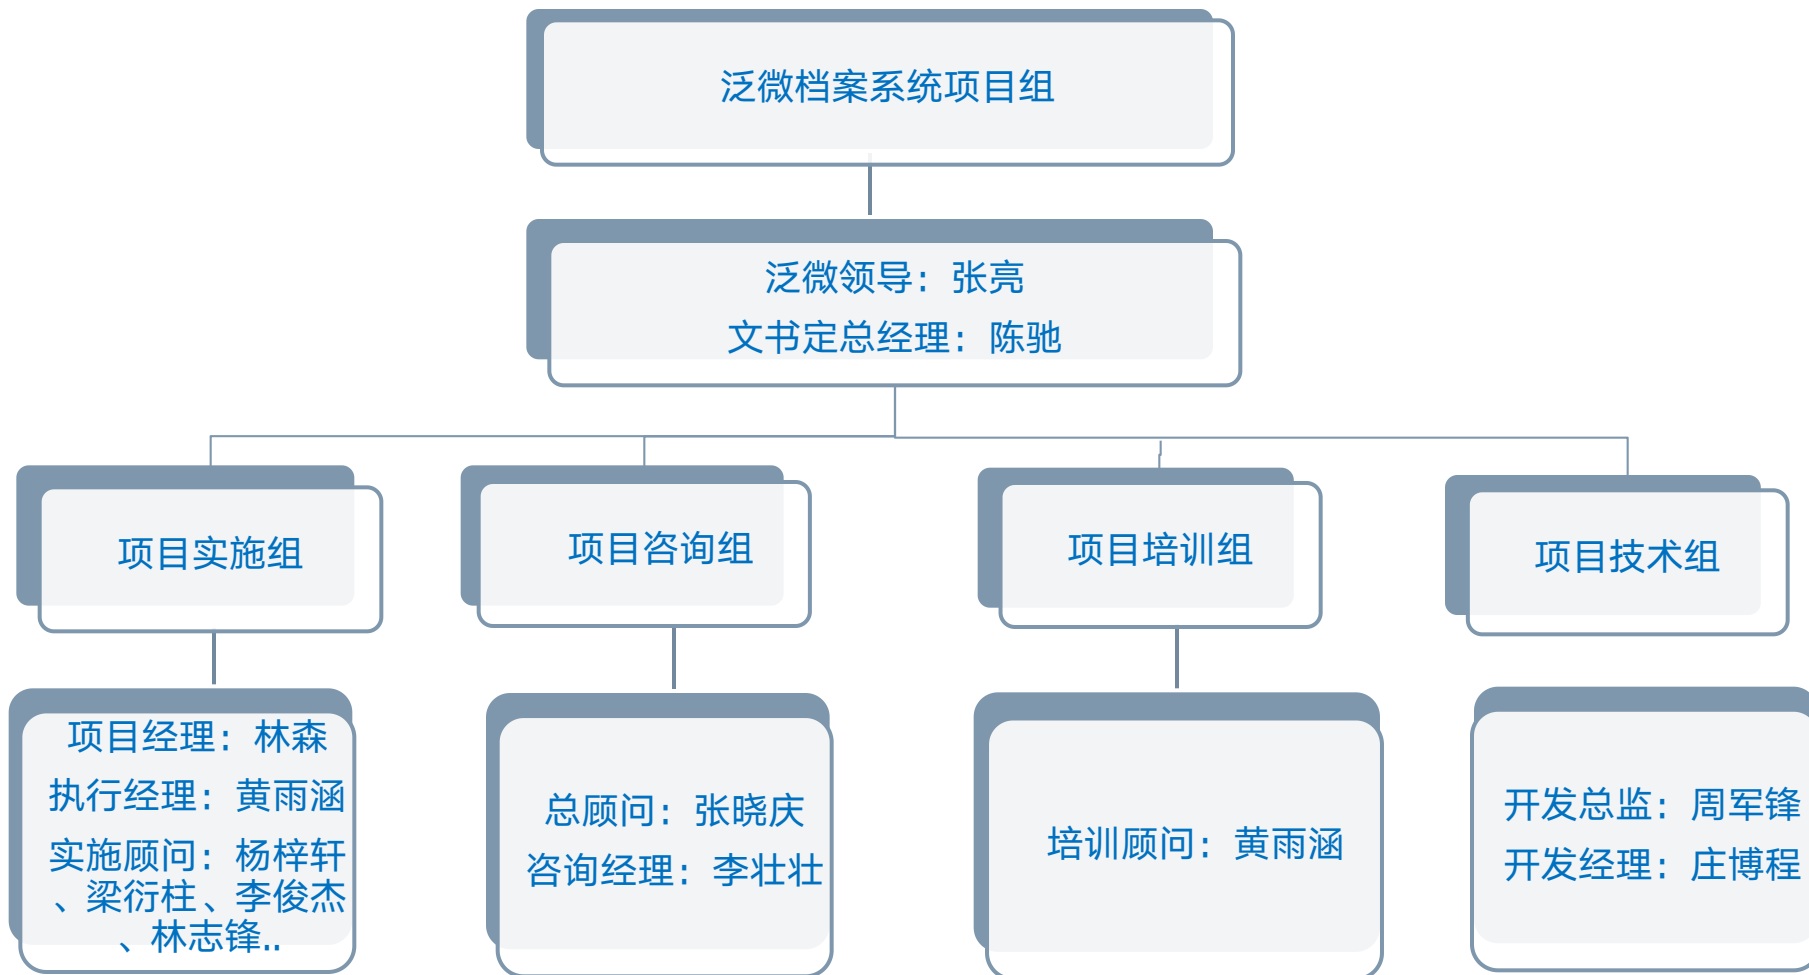 泛微档案系统项目组
泛微领导：张亮
文书定总经理：陈驰
项目实施组
项目咨询组
项目培训组
项目技术组
项目经理：林森
执行经理：黄雨涵
实施顾问：杨梓轩
、梁衍柱、李俊杰
、林志锋..
总顾问：张晓庆
咨询经理：李壮壮
培训顾问：黄雨涵
开发总监：周军锋
开发经理：庄博程